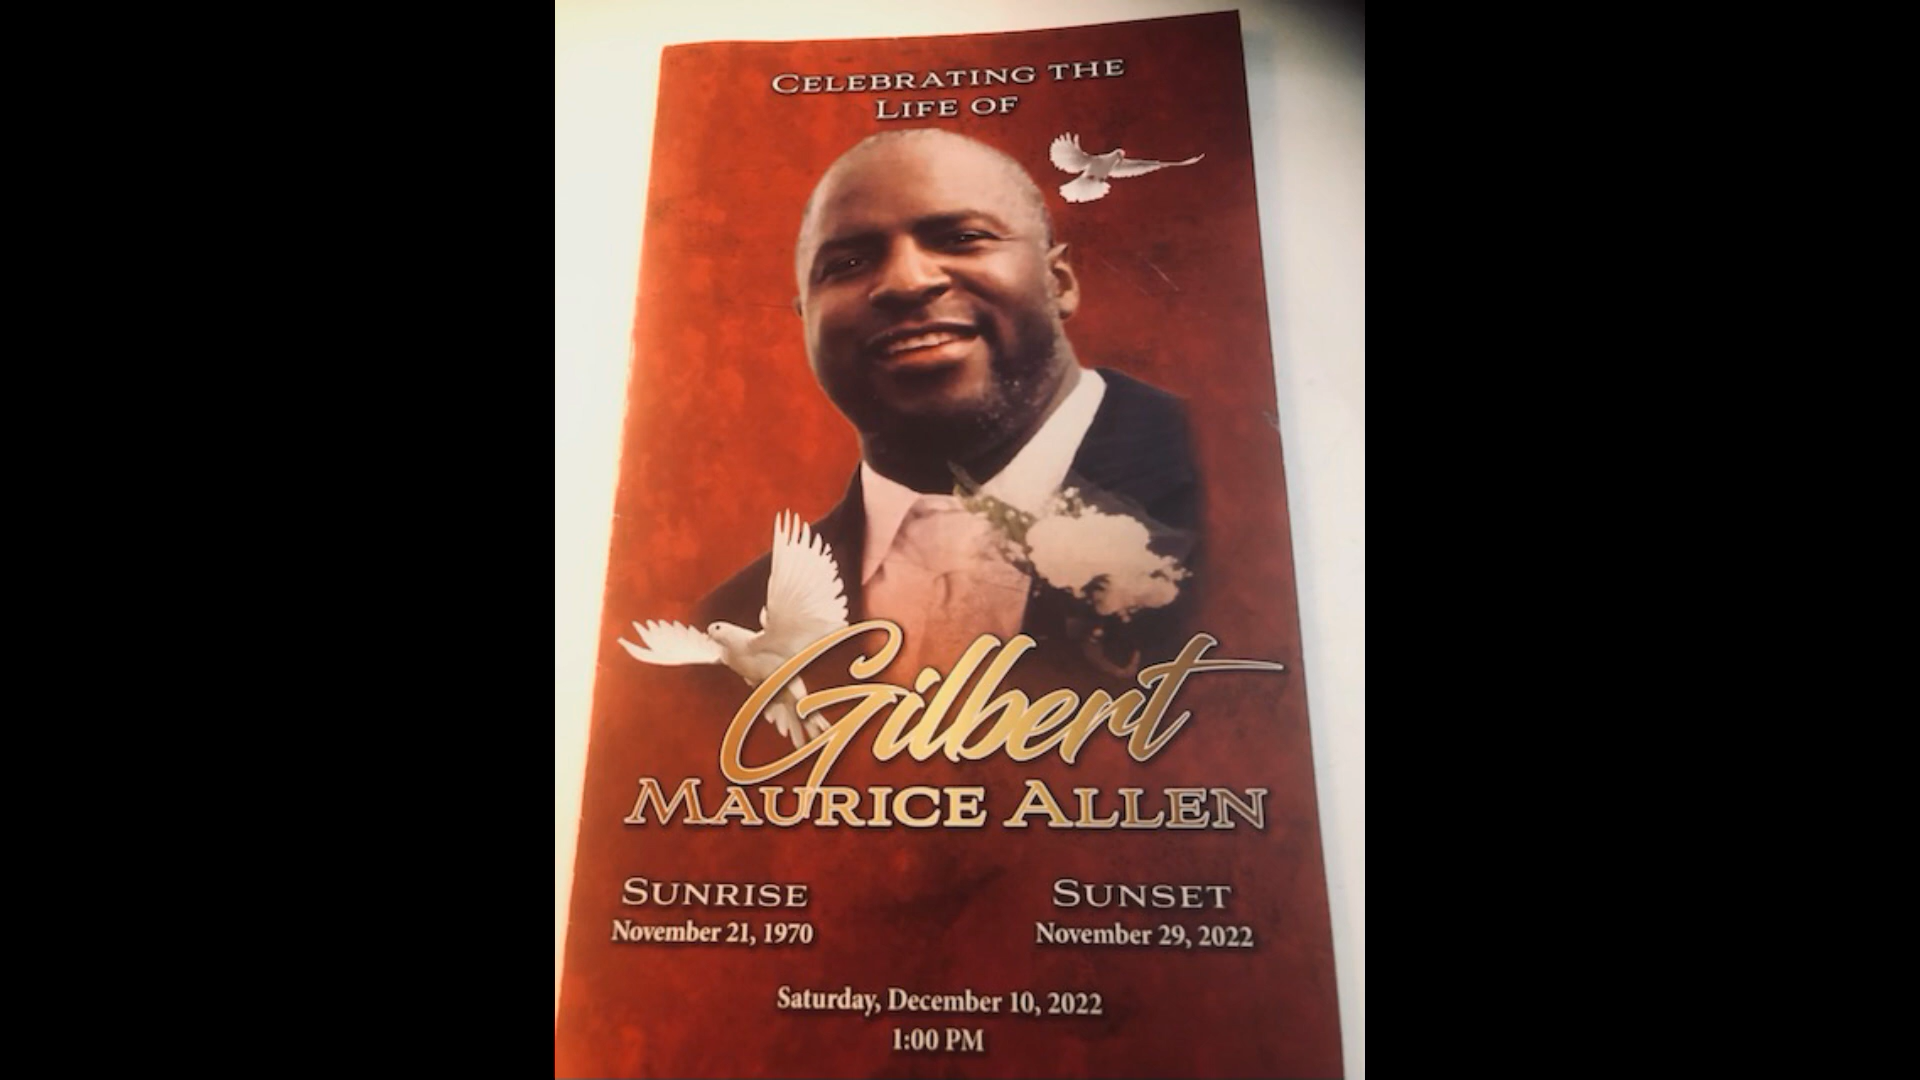 CELEBRATING THE
LIFE OF
Gilbert
MAURICE ALLEN
SUNRISE
November 21, 1970
SUNSET
November 29, 2022
Saturday, December 10, 2022
1:00 PM